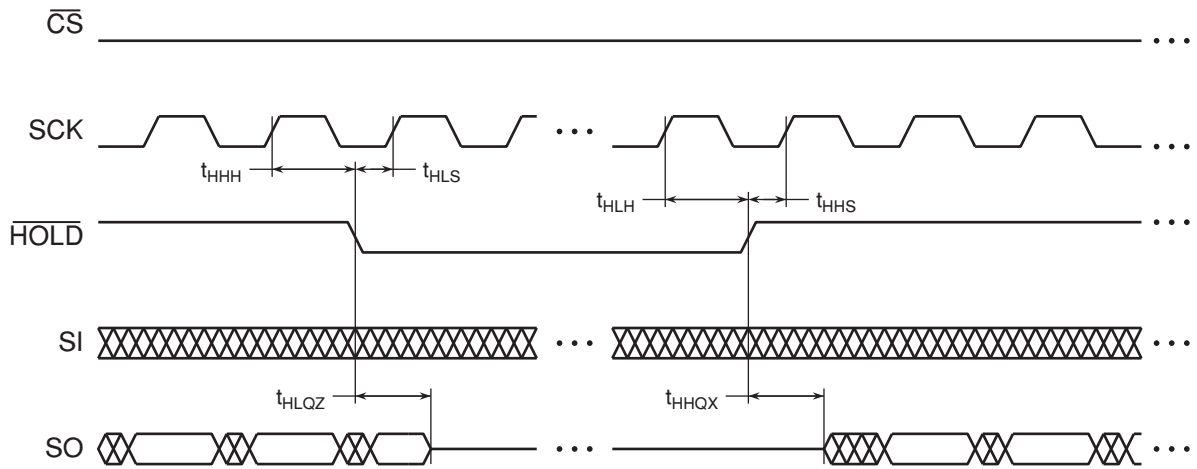 CS
SCK
tHHH
tHLS
tHLH
tHHS
HOLD
SI
tHLQZ
tHHQX
SO